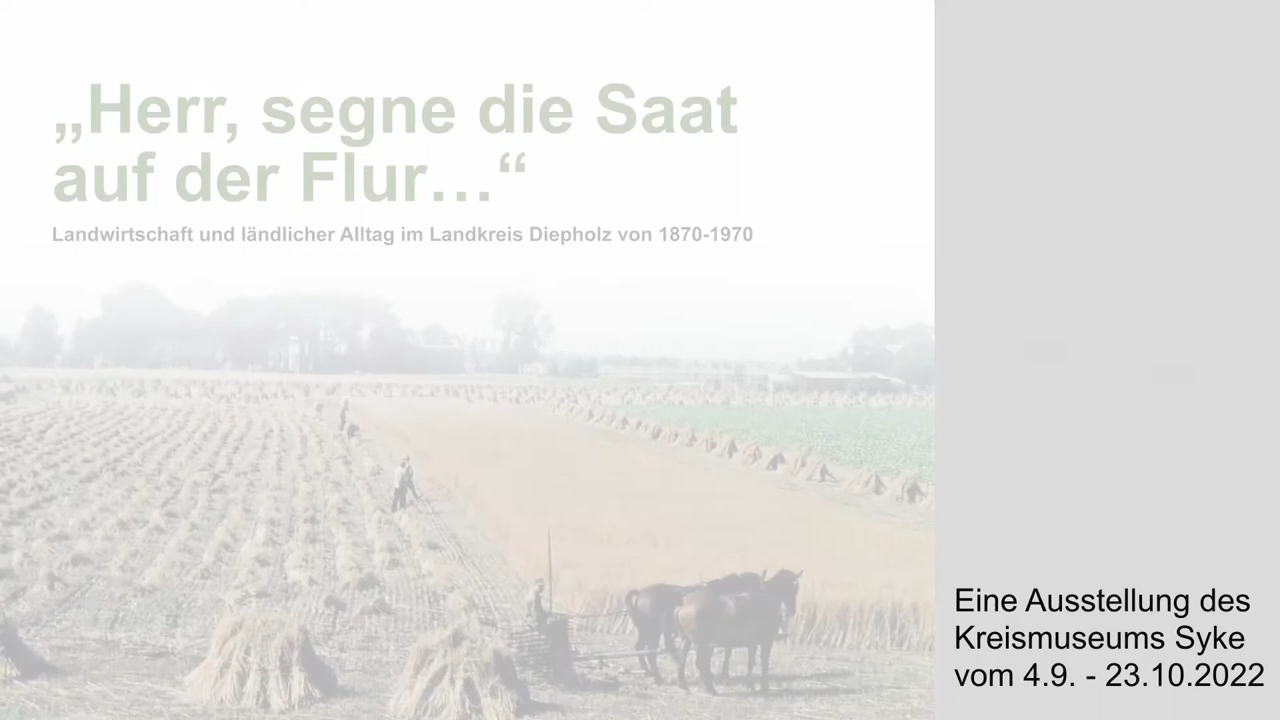 „Herr, segne die Saat
auf der Flur…“
Landwirtschaft und ländlicher Alltag im Landkreis Diepholz von 1870-1970
Eine Ausstellung des
Kreismuseums Syke
vom 4.9. - 23.10.2022